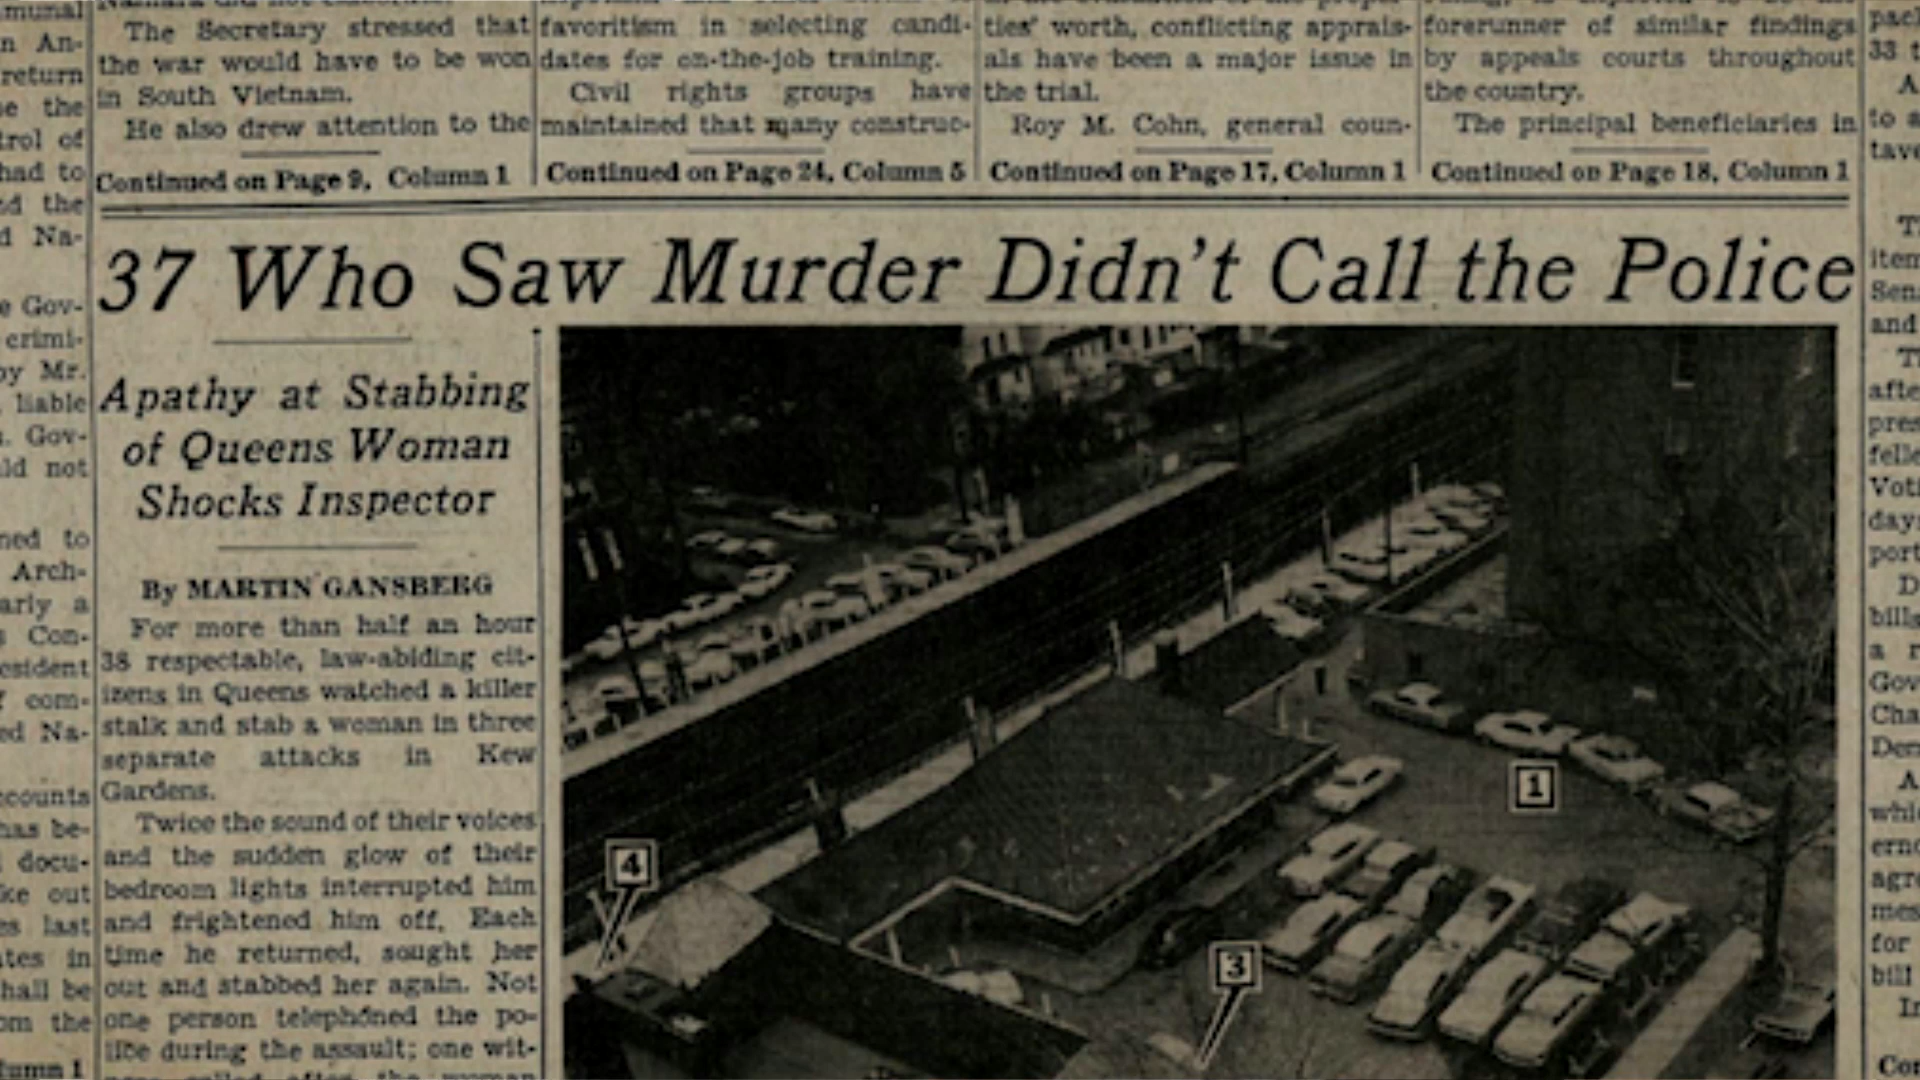 The Secretary stressed that
the war would have to be won
in South Vietnam.
He also drew attention to the
Continued on Page 9, Column 1
favoritism in selecting candi-
dates for on-the-job training.
Civil rights groups have
maintained that many construc-
Continued on Page 24, Column 5
ties' worth, conflicting apprais-
als have been a major issue in
the trial.
Roy M. Cohn, general coun-
Continued on Page 17, Column 1
forerunner of similar findings
by appeals courts throughout
the country.
The principal beneficiaries in
Continued on Page 18, Column 1
37 Who Saw Murder Didn't Call the Police
Apathy at Stabbing
of Queens Woman
Shocks Inspector
By MARTIN GANSBERG
For more than half an hour
38 respectable, law-abiding cit-
izens in Queens watched a killer
stalk and stab a woman in three
separate attacks in Kew
Gardens.
Twice the sound of their voices
and the sudden glow of their
bedroom lights interrupted him
and frightened him off. Each
time he returned, sought her
out and stabbed her again. Not
one person telephoned the po-
lice during the assault; one wit-
1
4
3